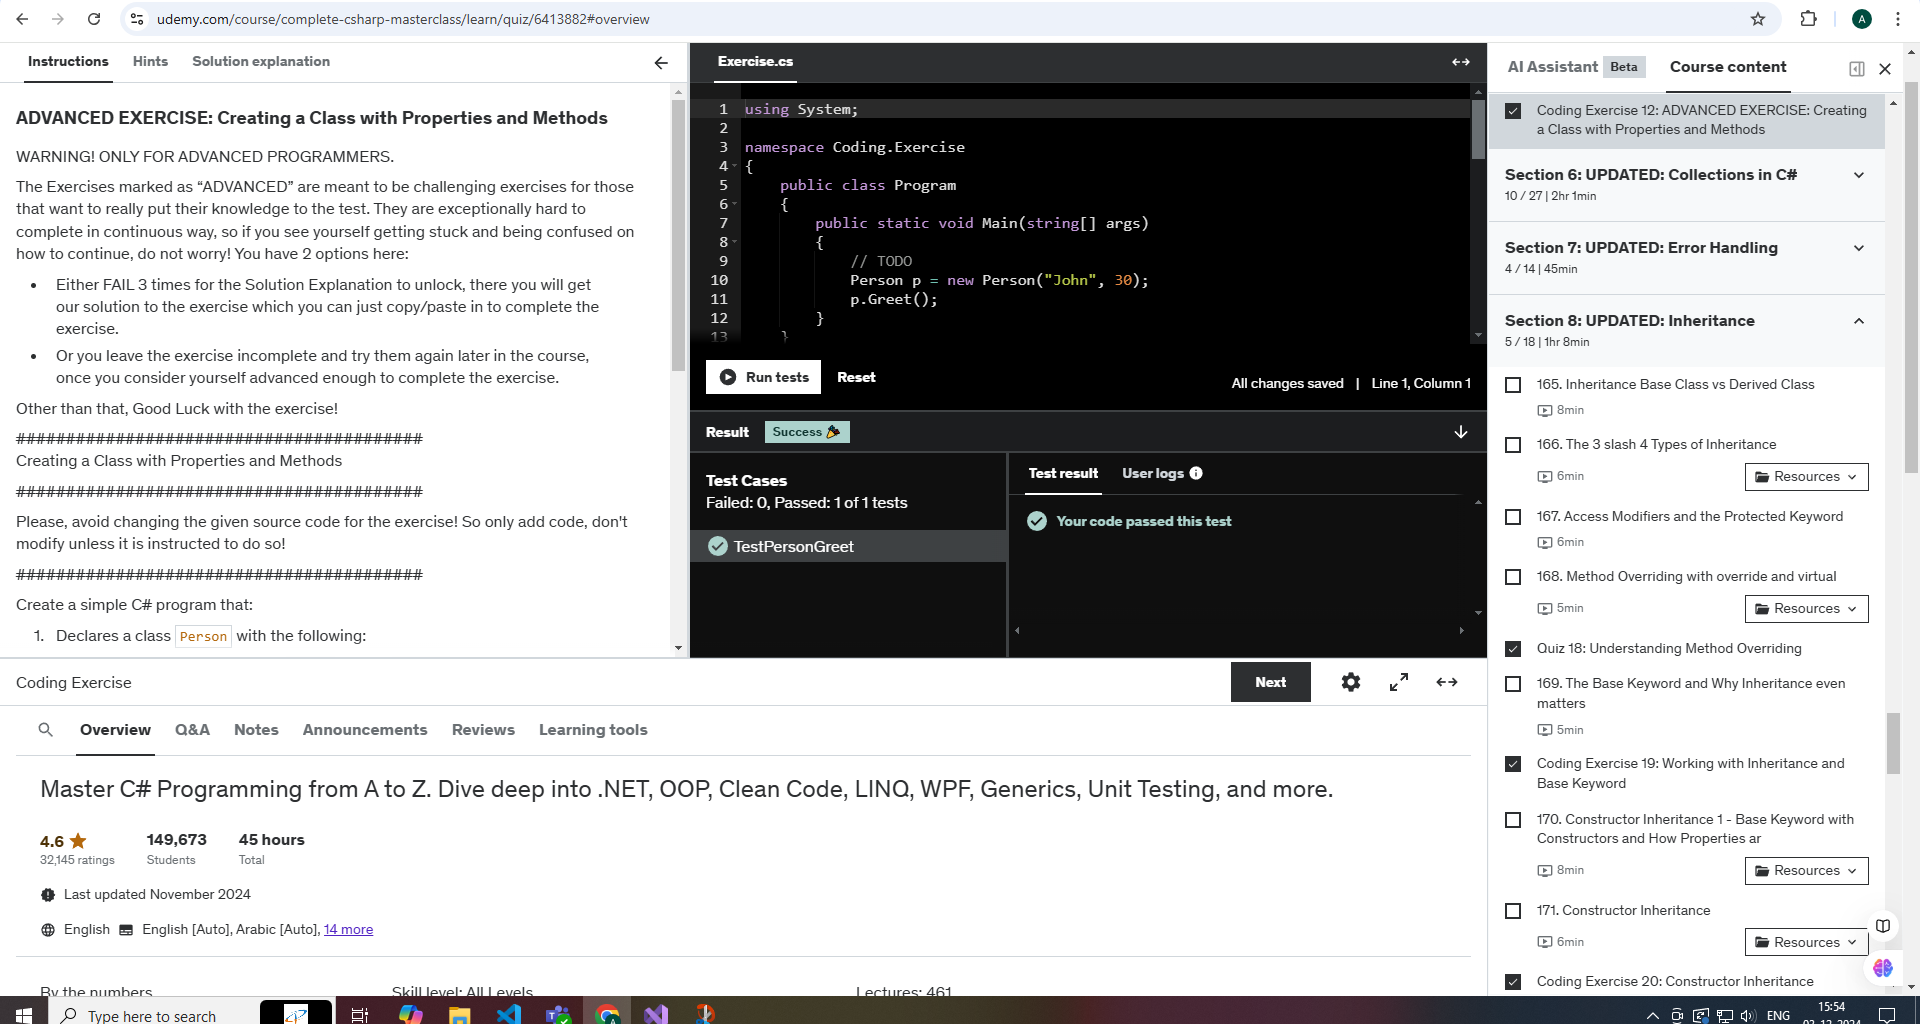 udemy.com/course/complete-csharp-masterclass/learn/quiz/6413882#overview
A
Instructions
Hints
Solution explanation
ADVANCED EXERCISE: Creating a Class with Properties and Methods
WARNING! ONLY FOR ADVANCED PROGRAMMERS.
The Exercises marked as “ADVANCED” are meant to be challenging exercises for those
that want to really put their knowledge to the test. They are exceptionally hard to
complete in continuous way, so if you see yourself getting stuck and being confused on
how to continue, do not worry! You have 2 options here:
• Either FAIL 3 times for the Solution Explanation to unlock, there you will get
our solution to the exercise which you can just copy/paste in to complete the
exercise.
• Or you leave the exercise incomplete and try them again later in the course,
once you consider yourself advanced enough to complete the exercise.
Other than that, Good Luck with the exercise!
#########################################
Creating a Class with Properties and Methods
#########################################
Please, avoid changing the given source code for the exercise! So only add code, don't
modify unless it is instructed to do so!
#########################################
Create a simple C# program that:
1. Declares a class Person with the following:
Exercise.cs
1 using System;
2
3 namespace Coding.Exercise
4 {
5 public class Program
6 {
7 public static void Main(string[] args)
8 {
9 // TODO
10 Person p = new Person("John", 30);
11 p.Greet();
12 }
13 }
Run tests
Reset
All changes saved | Line 1, Column 1
Result
Success
Test Cases
Failed: 0, Passed: 1 of 1 tests
TestPersonGreet
Test result
User logs
Your code passed this test
Coding Exercise
Next
Overview
Q&A
Notes
Announcements
Reviews
Learning tools
Master C# Programming from A to Z. Dive deep into .NET, OOP, Clean Code, LINQ, WPF, Generics, Unit Testing, and more.
4.6
32,145 ratings
149,673
Students
45 hours
Total
Last updated November 2024
English
English [Auto], Arabic [Auto], 14 more
By the numbers
Skill level: All Levels
Lectures: 461
AI Assistant Beta
Course content
Coding Exercise 12: ADVANCED EXERCISE: Creating
a Class with Properties and Methods
Section 6: UPDATED: Collections in C#
10 / 27 | 2hr 1min
Section 7: UPDATED: Error Handling
4 / 14 | 45min
Section 8: UPDATED: Inheritance
5 / 18 | 1hr 8min
165. Inheritance Base Class vs Derived Class
8min
166. The 3 slash 4 Types of Inheritance
6min
Resources
167. Access Modifiers and the Protected Keyword
6min
168. Method Overriding with override and virtual
5min
Resources
Quiz 18: Understanding Method Overriding
169. The Base Keyword and Why Inheritance even
matters
5min
Coding Exercise 19: Working with Inheritance and
Base Keyword
170. Constructor Inheritance 1 - Base Keyword with
Constructors and How Properties ar
8min
Resources
171. Constructor Inheritance
6min
Resources
Coding Exercise 20: Constructor Inheritance
Type here to search
ENG
15:54
03-12-2024